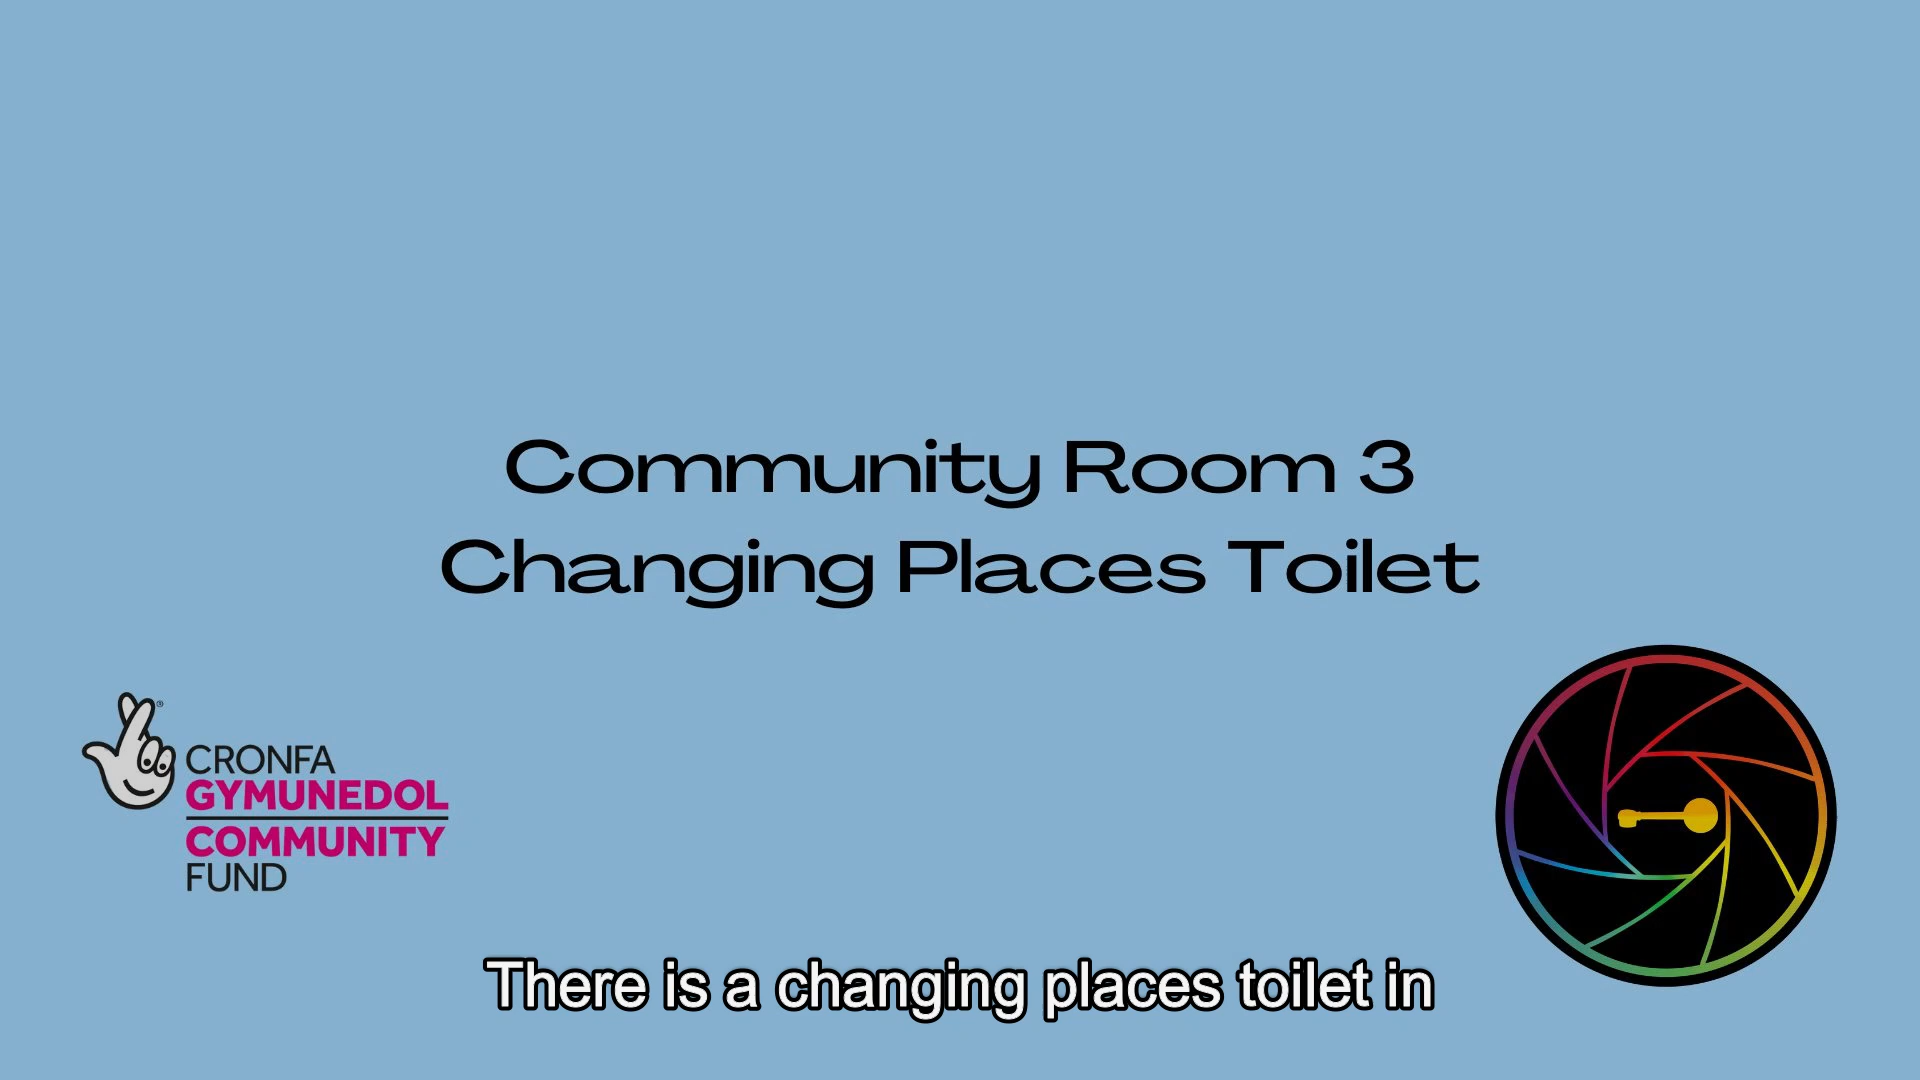 Community Room 3
Changing Places Toilet
CRONFA
GYMUNEDOL
COMMUNITY
FUND
There is a changing places toilet in